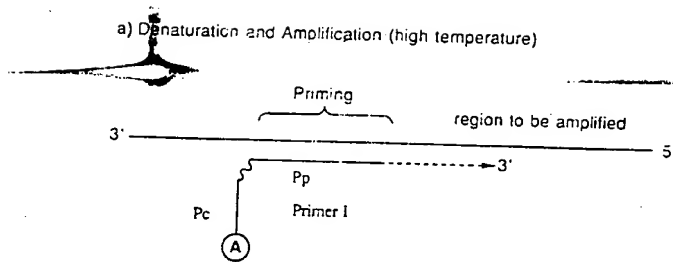 a) Denaturation and Amplification (high temperature)
Priming
region to be amplified
3' 5
Pp 3'
Pc Primer I
A